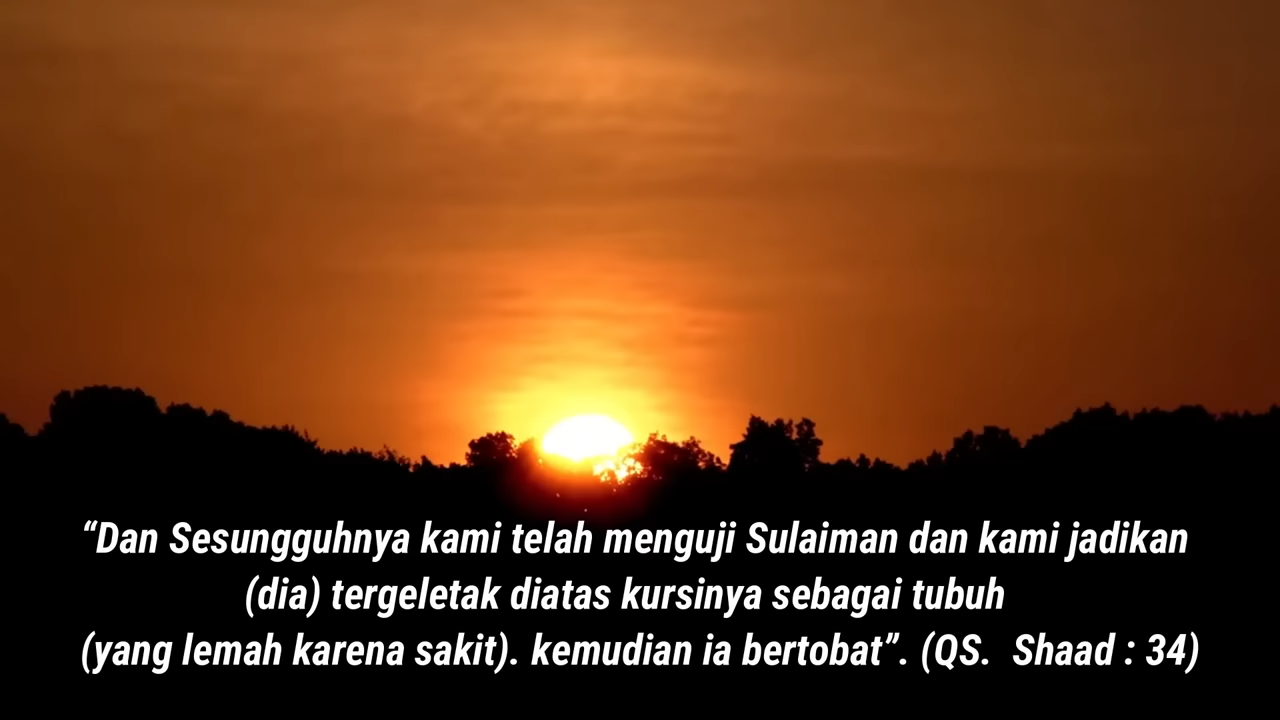 “Dan Sesungguhnya kami telah menguji Sulaiman dan kami jadikan
(dia) tergeletak diatas kursinya sebagai tubuh
(yang lemah karena sakit). kemudian ia bertobat”. (QS.  Shaad : 34)